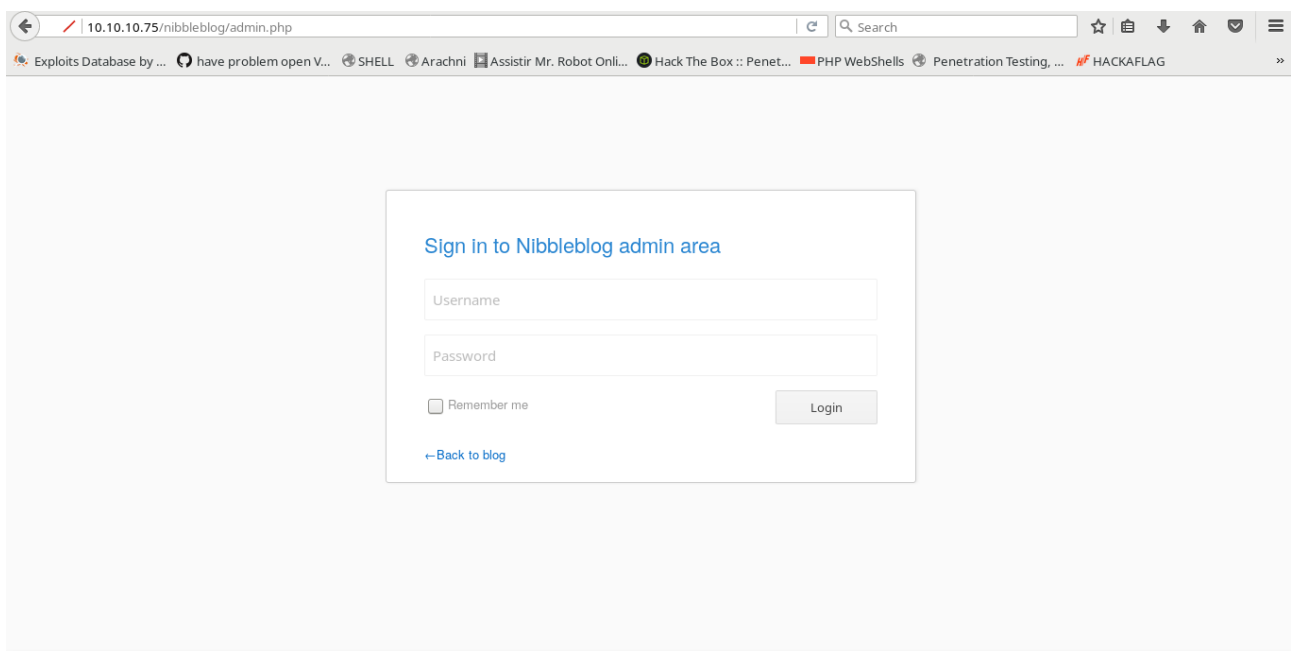 10.10.10.75/nibbleblog/admin.php
Search
Exploits Database by ... have problem open V... SHELL Arachni Assistir Mr. Robot Onli... Hack The Box :: Penet... PHP WebShells Penetration Testing, ... HF HACKAFLAG »
Sign in to Nibbleblog admin area
Username
Password
Remember me
Login
←Back to blog